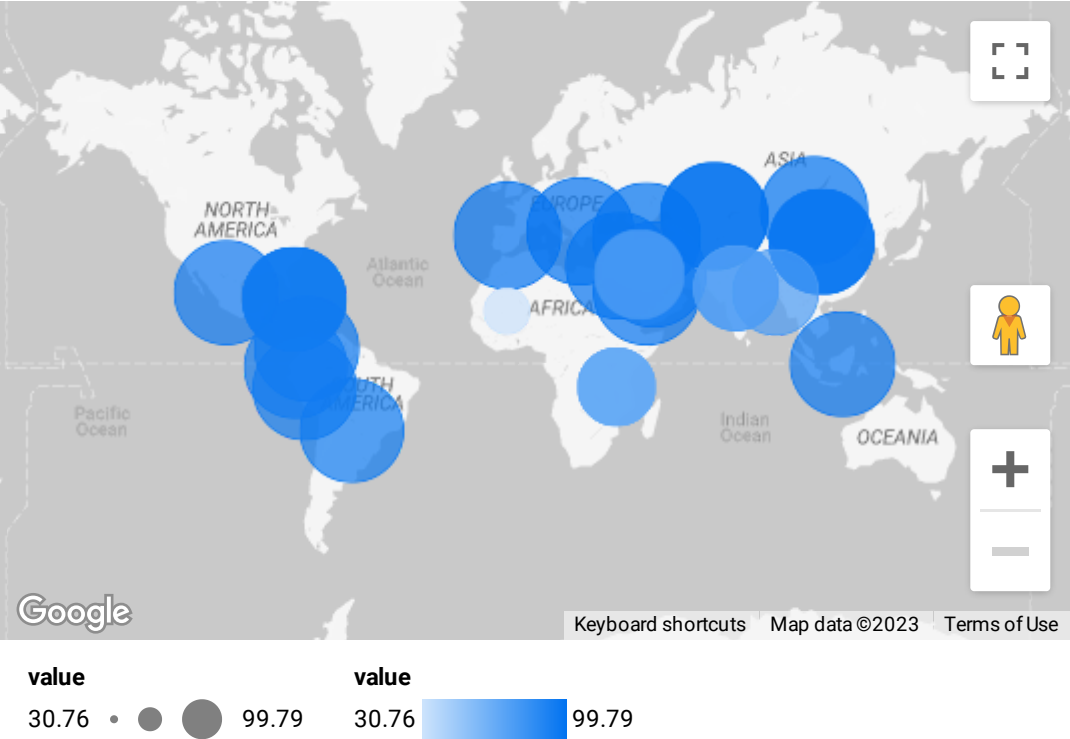 ASIA
NORTH
AMERICA
EUROPE
Atlantic
Ocean
AFRICA
SOUTH
AMERICA
Pacific
Ocean
Indian
Ocean
OCEANIA
Google
Keyboard shortcuts Map data ©2023 Terms of Use
value value
30.76 99.79 30.76 99.79